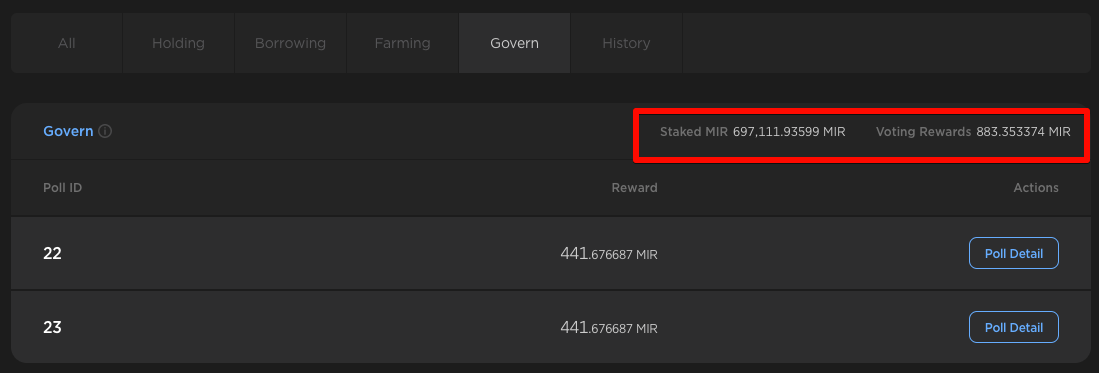 All Holding Borrowing Farming Govern History
Govern Staked MIR 697,111.93599 MIR Voting Rewards 883.353374 MIR
Poll ID Reward Actions
22 441.676687 MIR Poll Detail
23 441.676687 MIR Poll Detail